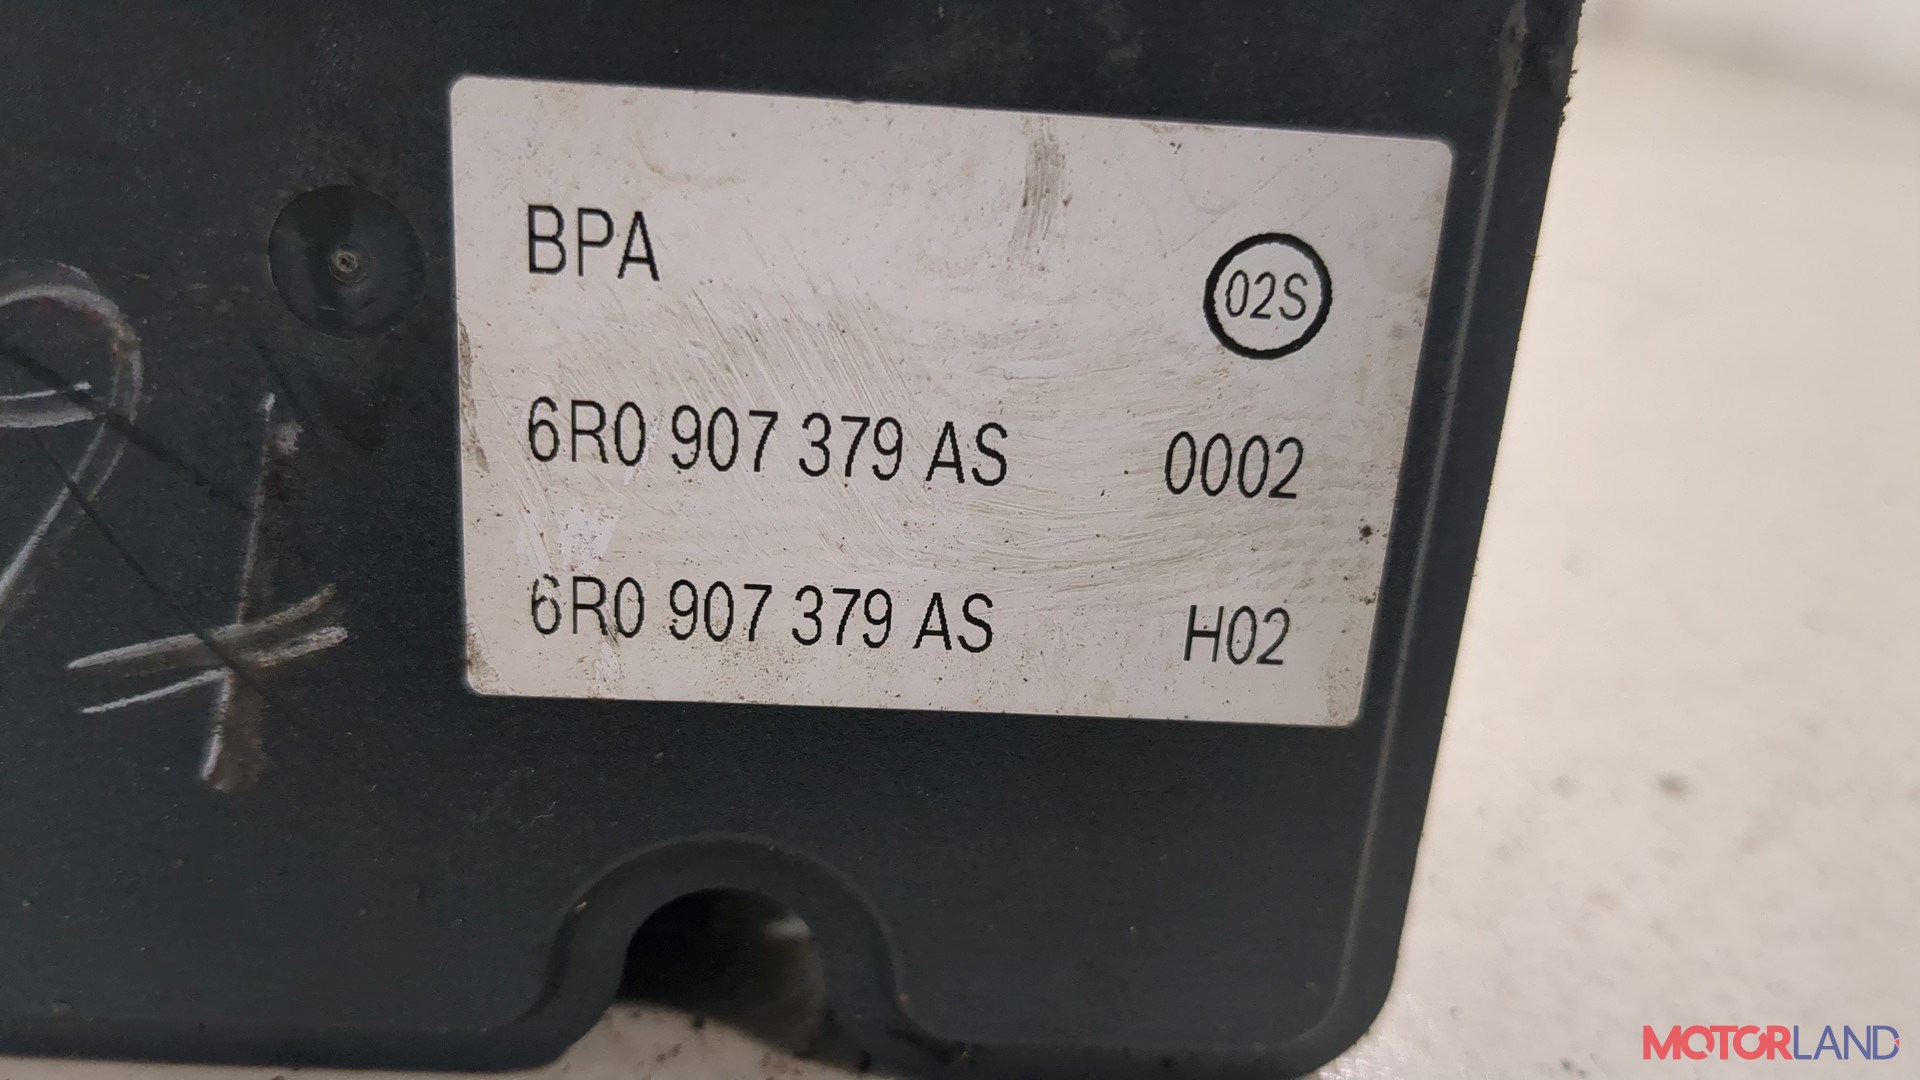 BPA
02S
6R0 907 379 AS 0002
6R0 907 379 AS H02
MOTORLAND